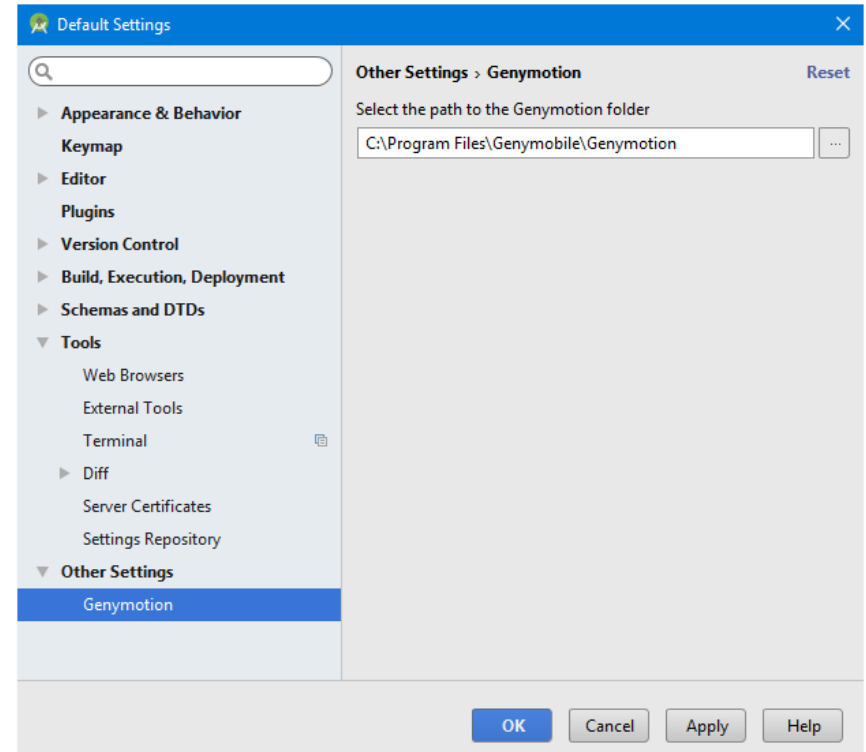 Default Settings
Other Settings › Genymotion
Reset
Select the path to the Genymotion folder
C:\Program Files\Genymobile\Genymotion
...
Appearance & Behavior
Keymap
Editor
Plugins
Version Control
Build, Execution, Deployment
Schemas and DTDs
Tools
Web Browsers
External Tools
Terminal
Diff
Server Certificates
Settings Repository
Other Settings
Genymotion
OK
Cancel
Apply
Help